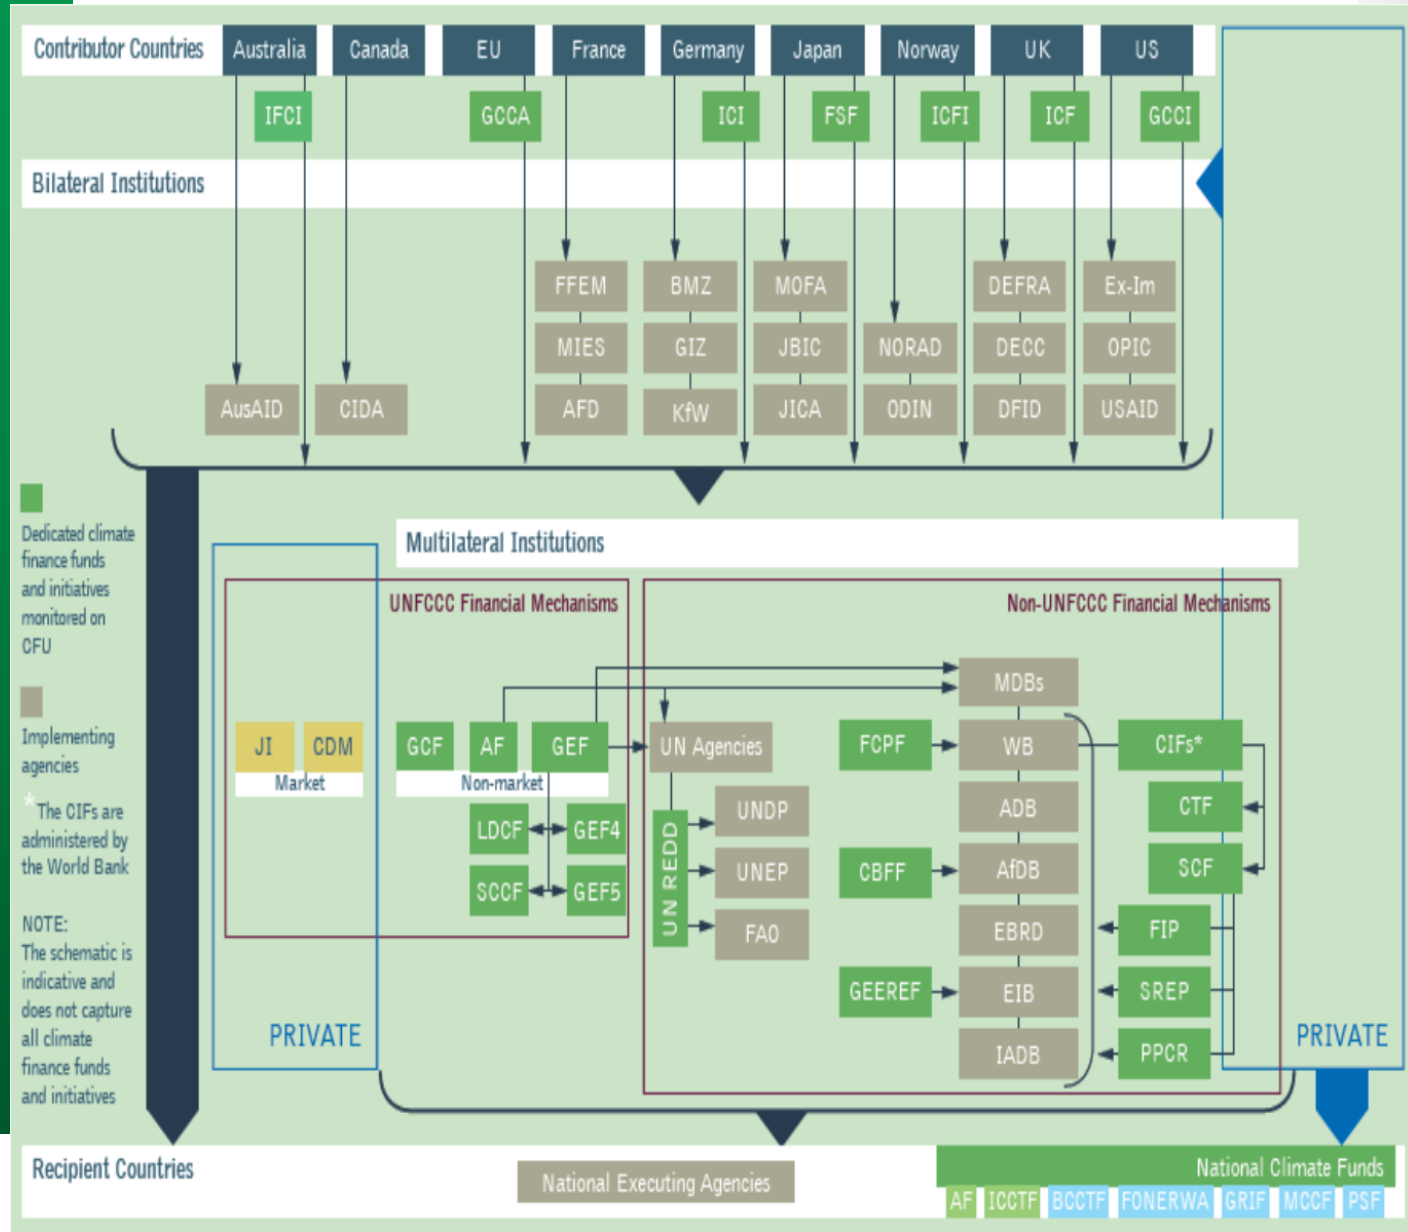 Contributor Countries Australia Canada EU France Germany Japan Norway UK US
IFCI GCCA ICI FSF ICFI ICF GCCI
Bilateral Institutions
FFEM BMZ MOFA DEFRA Ex-Im
MIES GIZ JBIC NORAD DECC OPIC
AusAID CIDA AFD KfW JICA ODIN DFID USAID
Dedicated climate
finance funds
and initiatives
monitored on
CFU
Implementing
agencies
*The CIFs are
administered by
the World Bank
NOTE:
The schematic is
indicative and
does not capture
all climate
finance funds
and initiatives
Multilateral Institutions
UNFCCC Financial Mechanisms
JI CDM GCF AF GEF
Market Non-market
LDCF GEF4
SCCF GEF5
PRIVATE
Non-UNFCCC Financial Mechanisms
MDBs
UN Agencies FCPF WB CIFs*
UNDP ADB CTF
UN REDD
UNEP CBFF AfDB SCF
FAO EBRD FIP
GEEREF EIB SREP
IADB PPCR
PRIVATE
Recipient Countries
National Executing Agencies
National Climate Funds
AF ICCTF BCCTF FONERWA GRIF MCCF PSF